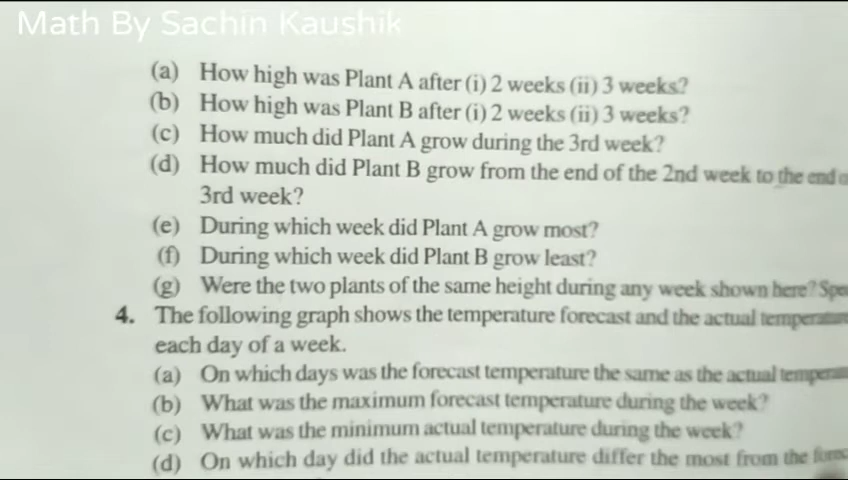 Math By Sachin Kaushik
(a) How high was Plant A after (i) 2 weeks (ii) 3 weeks?
(b) How high was Plant B after (i) 2 weeks (ii) 3 weeks?
(c) How much did Plant A grow during the 3rd week?
(d) How much did Plant B grow from the end of the 2nd week to the end
3rd week?
(e) During which week did Plant A grow most?
(f) During which week did Plant B grow least?
(g) Were the two plants of the same height during any week shown here?
4. The following graph shows the temperature forecast and the actual
each day of a week.
(a) On which days was the forecast temperature the same as the actual
(b) What was the maximum forecast temperature during the week?
(c) What was the minimum actual temperature during the week?
(d) On which day did the actual temperature differ the most from the